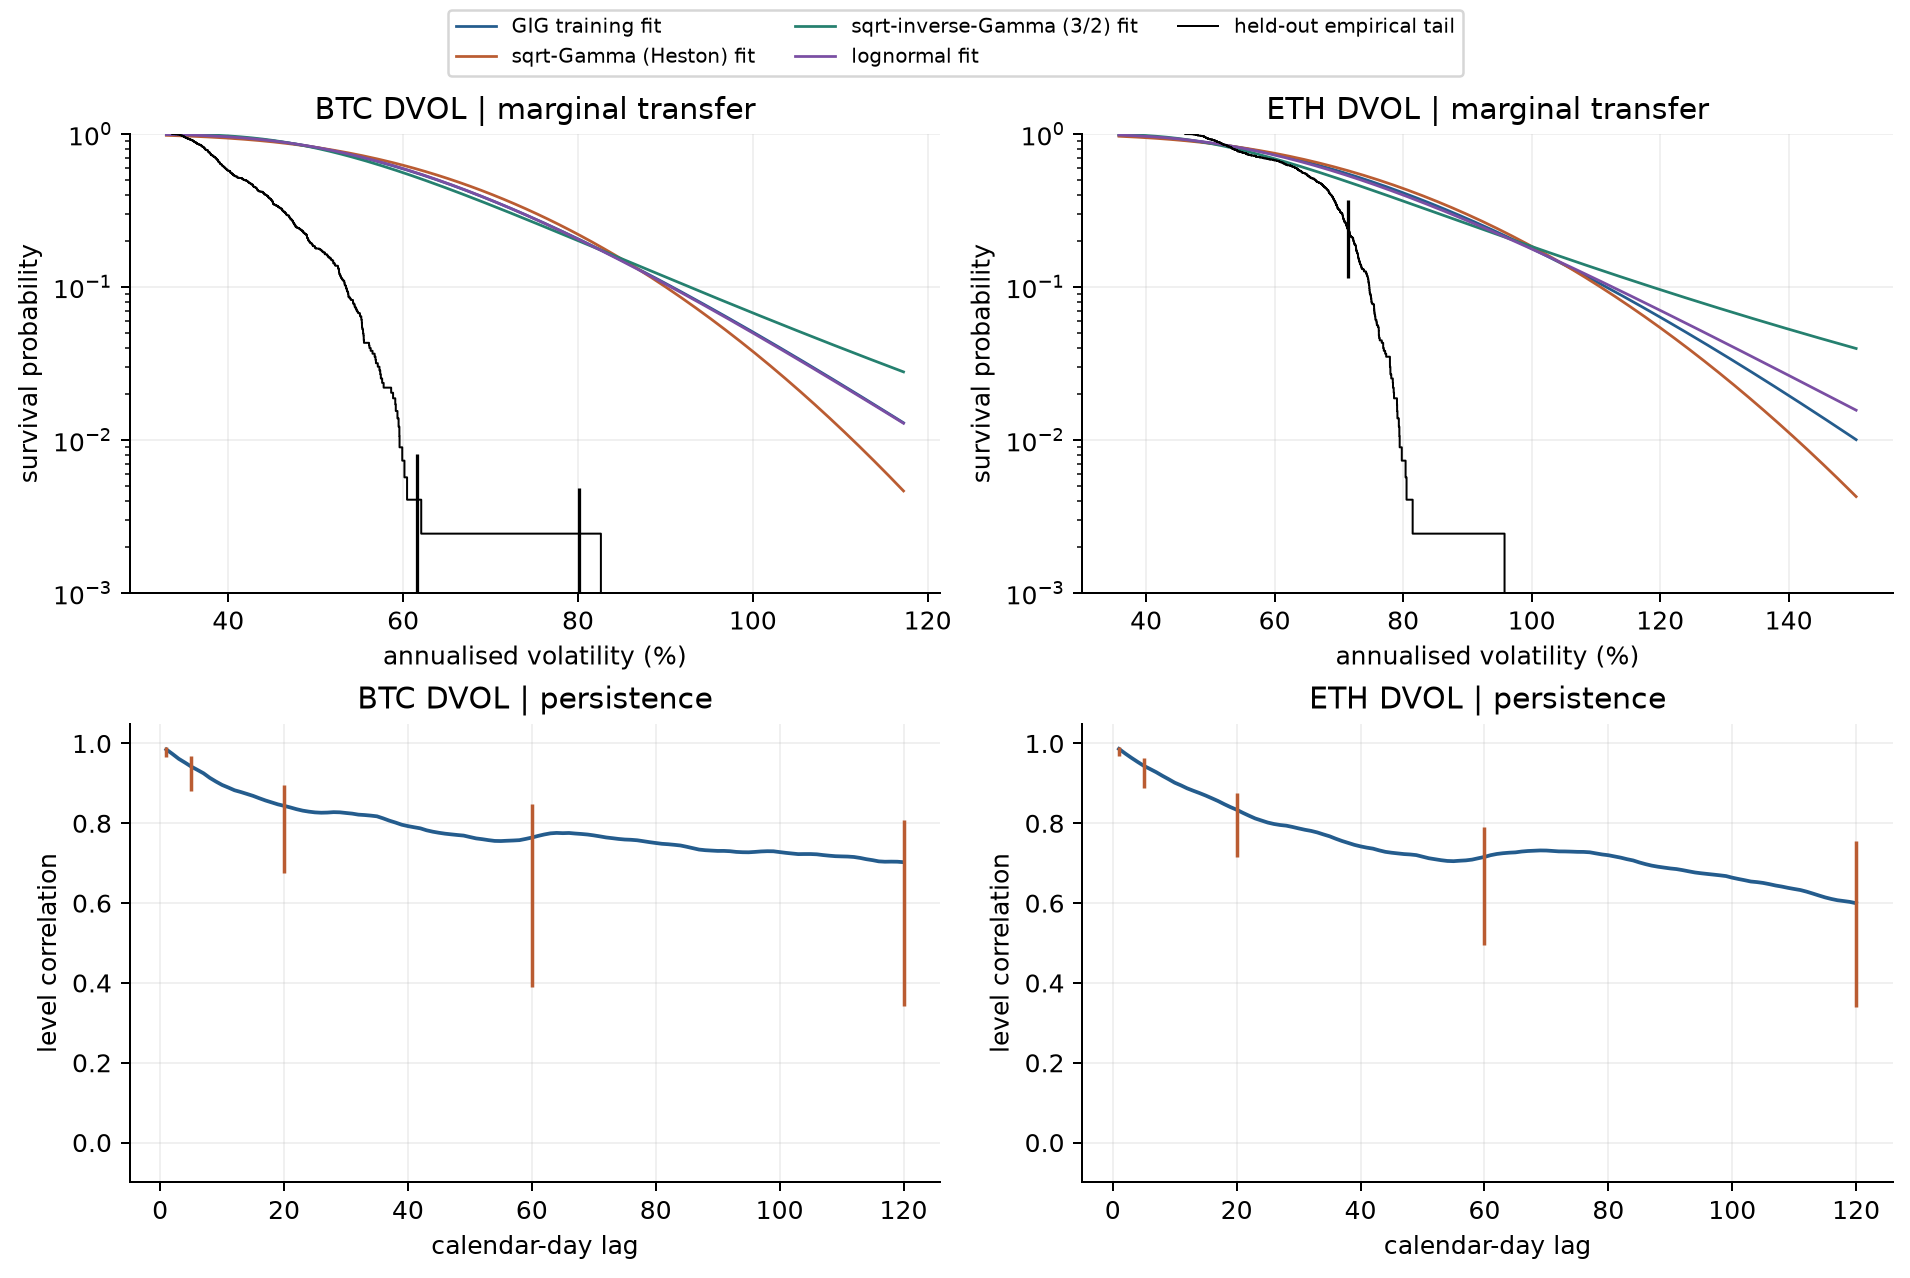 GIG training fit
sqrt-Gamma (Heston) fit
sqrt-inverse-Gamma (3/2) fit
lognormal fit
held-out empirical tail
BTC DVOL | marginal transfer
survival probability
10⁰
10⁻¹
10⁻²
10⁻³
40 60 80 100 120
annualised volatility (%)
ETH DVOL | marginal transfer
survival probability
10⁰
10⁻¹
10⁻²
10⁻³
40 60 80 100 120 140
annualised volatility (%)
BTC DVOL | persistence
level correlation
1.0
0.8
0.6
0.4
0.2
0.0
0 20 40 60 80 100 120
calendar-day lag
ETH DVOL | persistence
level correlation
1.0
0.8
0.6
0.4
0.2
0.0
0 20 40 60 80 100 120
calendar-day lag